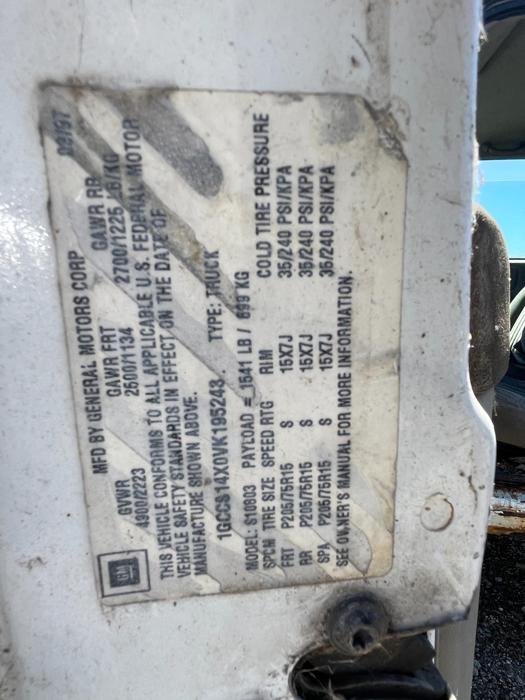 MFD BY GENERAL MOTORS CORP 03/97
GVWR GAWR FRT GAWR RR
4900/2223 2500/1134 2700/1225 LB/KG
THIS VEHICLE CONFORMS TO ALL APPLICABLE U.S. FEDERAL MOTOR
VEHICLE SAFETY STANDARDS IN EFFECT ON THE DATE OF
MANUFACTURE SHOWN ABOVE.
1GCCS14X0VK195243 TYPE: TRUCK
MODEL: S10803 PAYLOAD = 1541 LB / 699 KG
SPCM TIRE SIZE SPEED RTG RIM COLD TIRE PRESSURE
FRT P205/75R15 S 15X7J 35/240 PSI/KPA
RR P205/75R15 S 15X7J 35/240 PSI/KPA
SPA P205/75R15 S 15X7J 35/240 PSI/KPA
SEE OWNER'S MANUAL FOR MORE INFORMATION.
GM